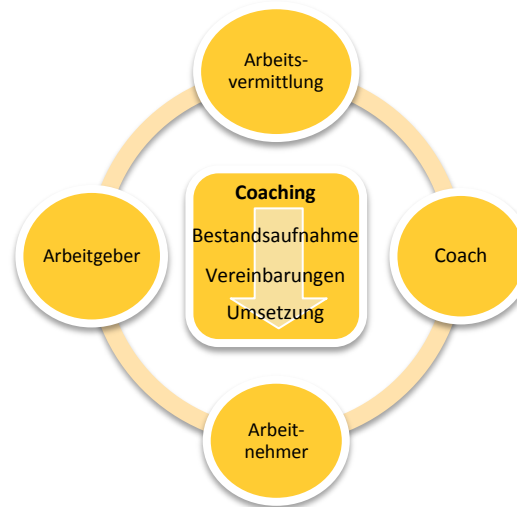 Arbeits-
vermittlung
Coaching
Bestandsaufnahme
Vereinbarungen
Umsetzung
Arbeitgeber
Coach
Arbeit-
nehmer